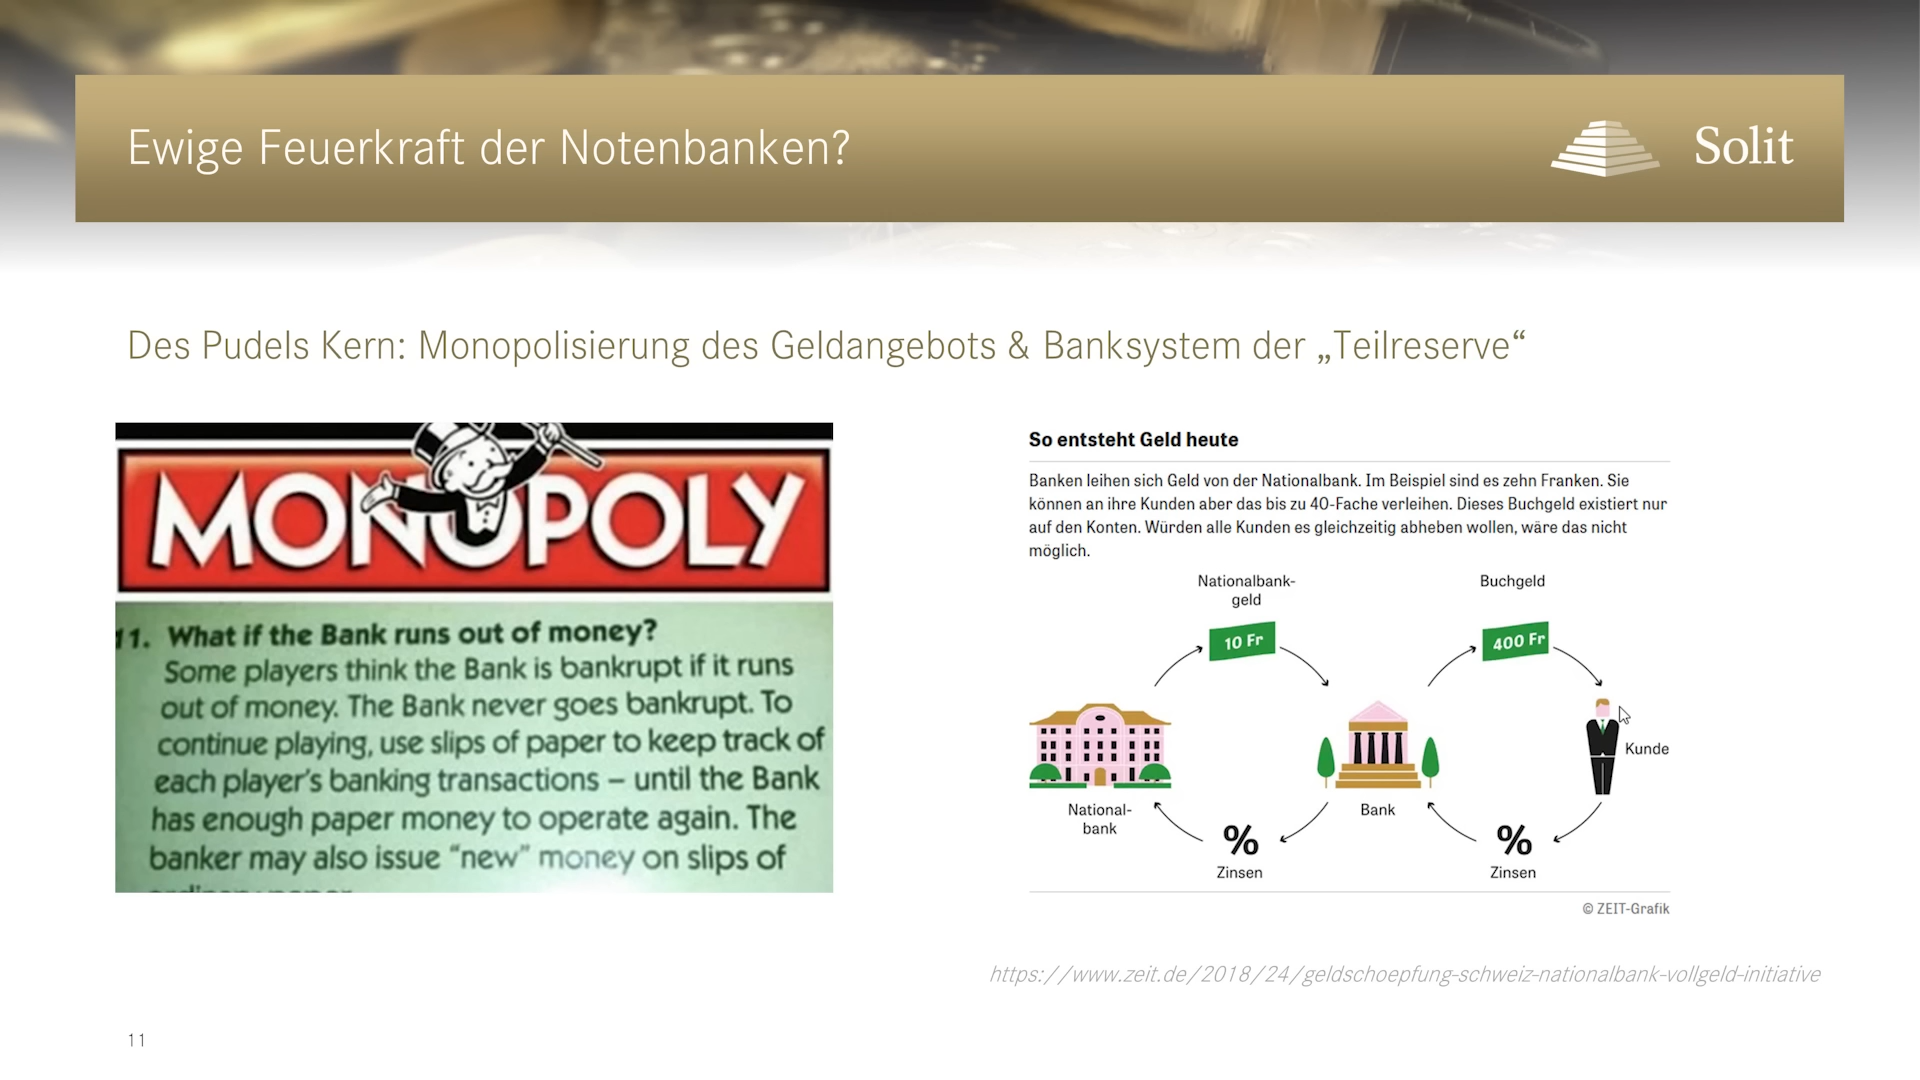 Ewige Feuerkraft der Notenbanken?
Solit
Des Pudels Kern: Monopolisierung des Geldangebots & Banksystem der „Teilreserve“
MONOPOLY
11. What if the Bank runs out of money?
Some players think the Bank is bankrupt if it runs
out of money. The Bank never goes bankrupt. To
continue playing, use slips of paper to keep track of
each player's banking transactions – until the Bank
has enough paper money to operate again. The
banker may also issue "new" money on slips of
So entsteht Geld heute
Banken leihen sich Geld von der Nationalbank. Im Beispiel sind es zehn Franken. Sie
können an ihre Kunden aber das bis zu 40-Fache verleihen. Dieses Buchgeld existiert nur
auf den Konten. Würden alle Kunden es gleichzeitig abheben wollen, wäre das nicht
möglich.
Nationalbank-
geld
Buchgeld
10 Fr
400 Fr
Kunde
National-
bank
Bank
%
Zinsen
%
Zinsen
© ZEIT-Grafik
https://www.zeit.de/2018/24/geldschoepfung-schweiz-nationalbank-vollgeld-initiative
11